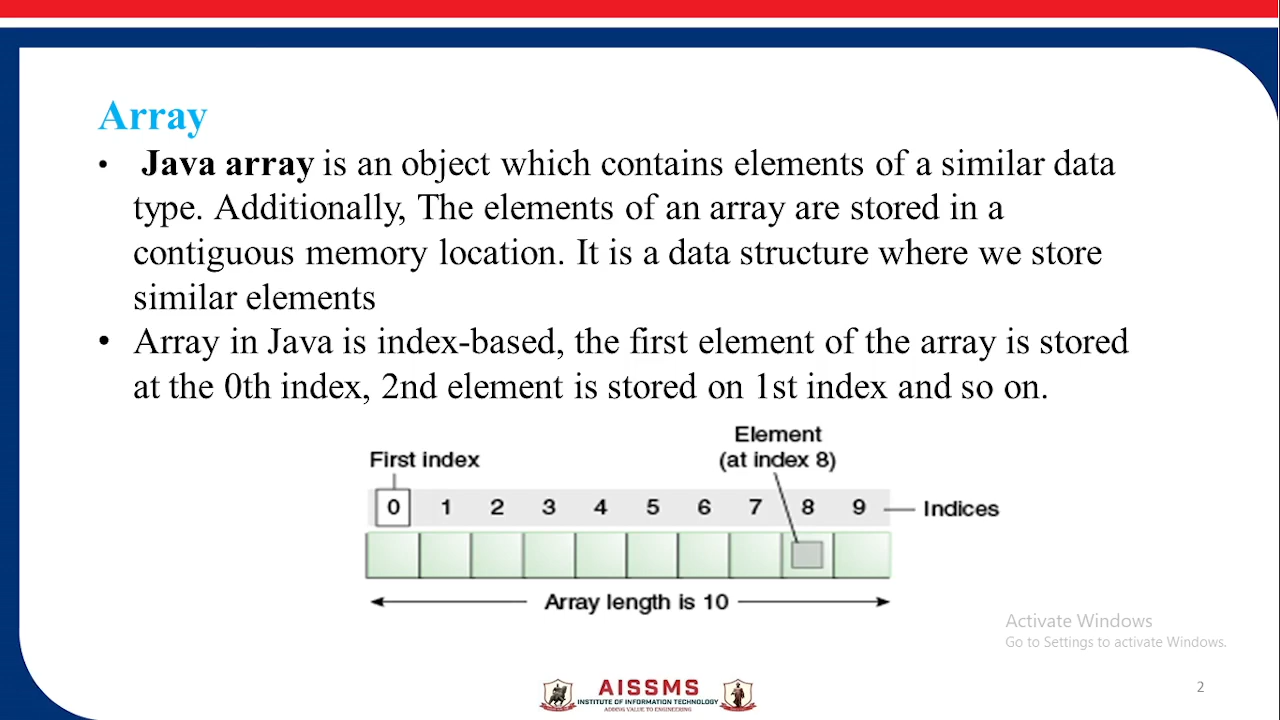 Array
• Java array is an object which contains elements of a similar data
type. Additionally, The elements of an array are stored in a
contiguous memory location. It is a data structure where we store
similar elements
• Array in Java is index-based, the first element of the array is stored
at the 0th index, 2nd element is stored on 1st index and so on.
Element
First index (at index 8)
0 1 2 3 4 5 6 7 8 9 Indices
Array length is 10
Activate Windows
Go to Settings to activate Windows.
AISSMS
INSTITUTE OF INFORMATION TECHNOLOGY
ADDING VALUE TO ENGINEERING
2